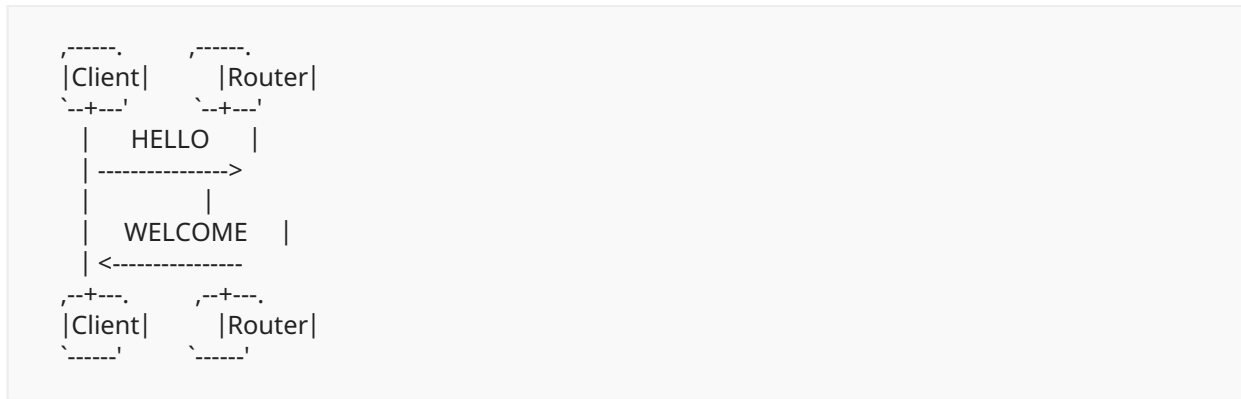 ,------.          ,------.
|Client|          |Router|
`--+---'          `--+---'
   |      HELLO      |
   | ---------------->
   |                 |
   |     WELCOME     |
   | <----------------
,--+---.          ,--+---.
|Client|          |Router|
`------'          `------'